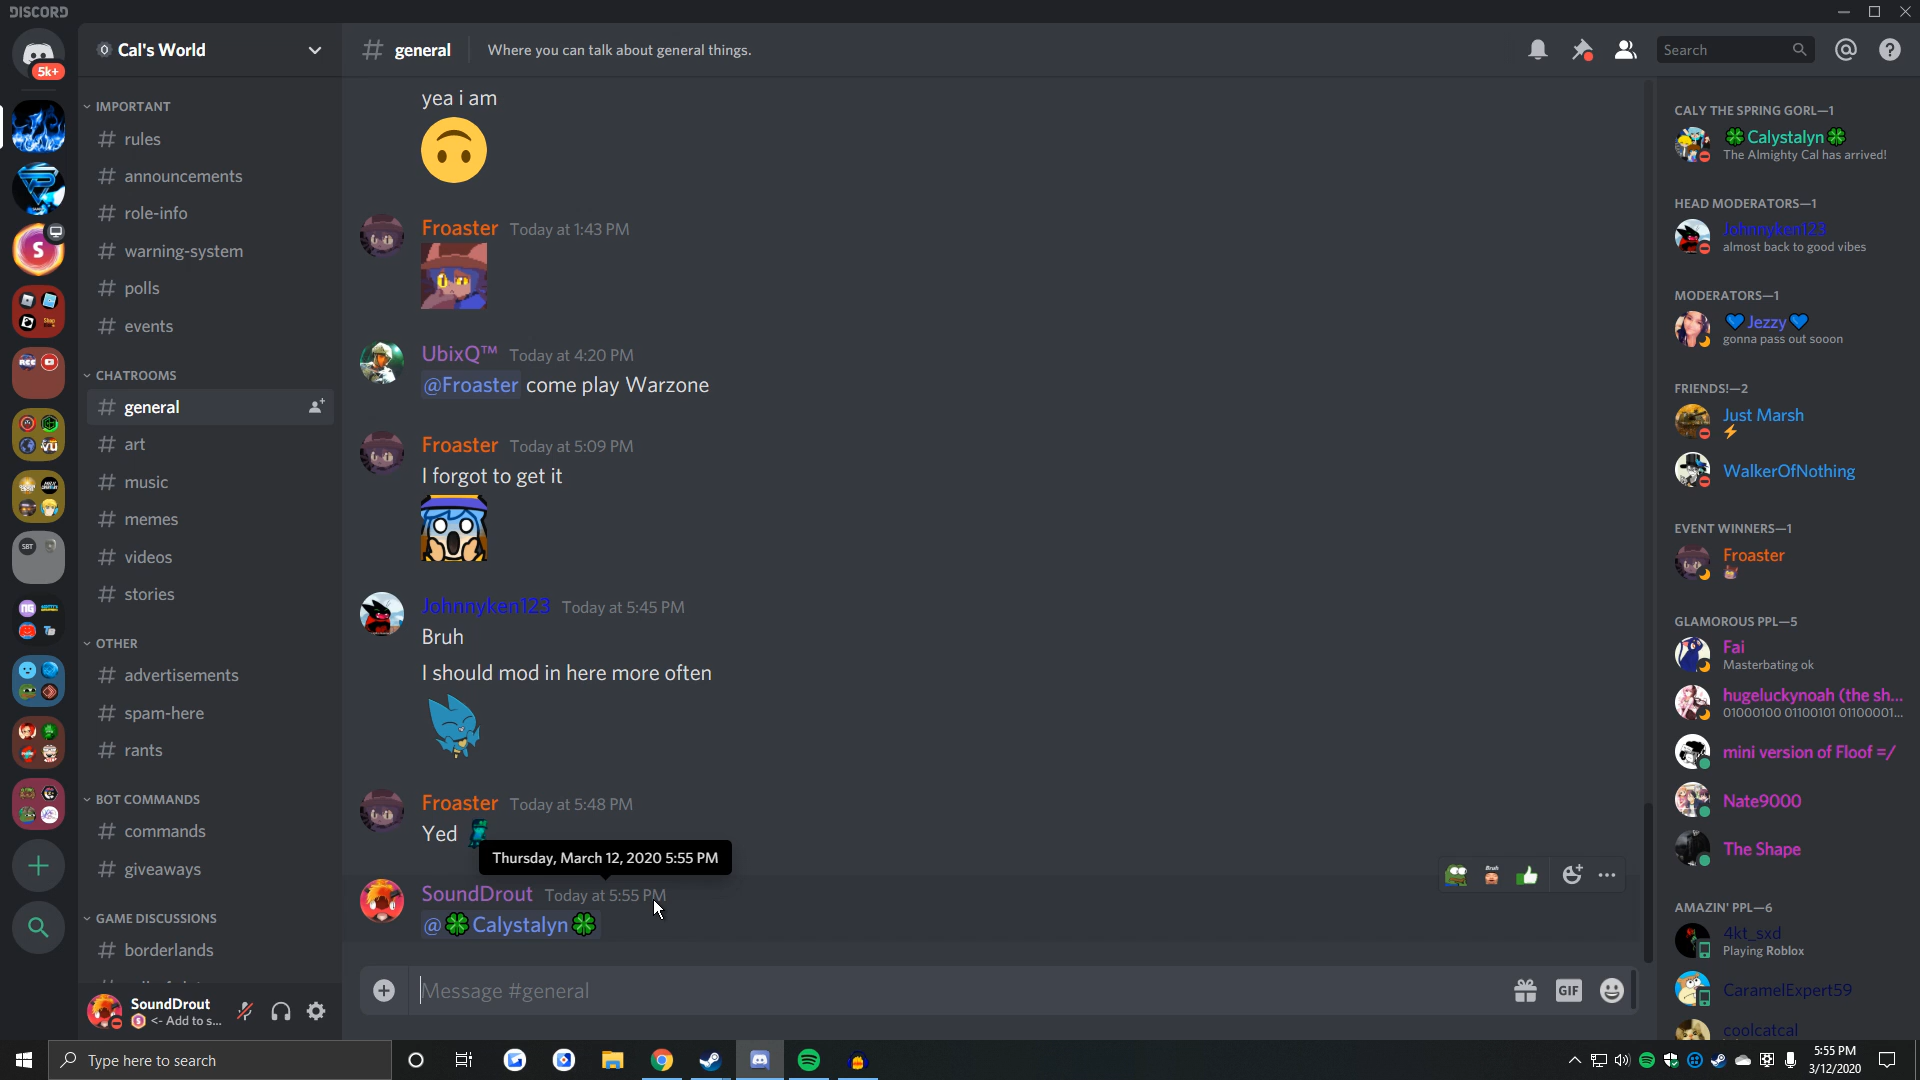 DISCORD
5k+
Cal's World
IMPORTANT
rules
announcements
role-info
warning-system
polls
events
CHATROOMS
general
art
music
memes
videos
stories
OTHER
advertisements
spam-here
rants
BOT COMMANDS
commands
giveaways
GAME DISCUSSIONS
borderlands
SoundDrout
<- Add to s...
general
Where you can talk about general things.
Search
yea i am
Froaster Today at 1:43 PM
UbixQ™ Today at 4:20 PM
@Froaster come play Warzone
Froaster Today at 5:09 PM
I forgot to get it
Johnnyken123 Today at 5:45 PM
Bruh
I should mod in here more often
Froaster Today at 5:48 PM
Yed
Thursday, March 12, 2020 5:55 PM
SoundDrout Today at 5:55 PM
@🍀Calystalyn🍀
Bruh
Message #general
GIF
CALY THE SPRING GORL—1
🍀Calystalyn🍀
The Almighty Cal has arrived!
HEAD MODERATORS—1
Johnnyken123
almost back to good vibes
MODERATORS—1
💙Jezzy💙
gonna pass out sooon
FRIENDS!—2
Just Marsh
⚡
WalkerOfNothing
EVENT WINNERS—1
Froaster
GLAMOROUS PPL—5
Fai
Masterbating ok
hugeluckynoah (the sh...
01000100 01100101 01100001...
mini version of Floof =/
Nate9000
The Shape
AMAZIN' PPL—6
4kt_sxd
Playing Roblox
CaramelExpert59
coolcatcal
Type here to search
5:55 PM
3/12/2020